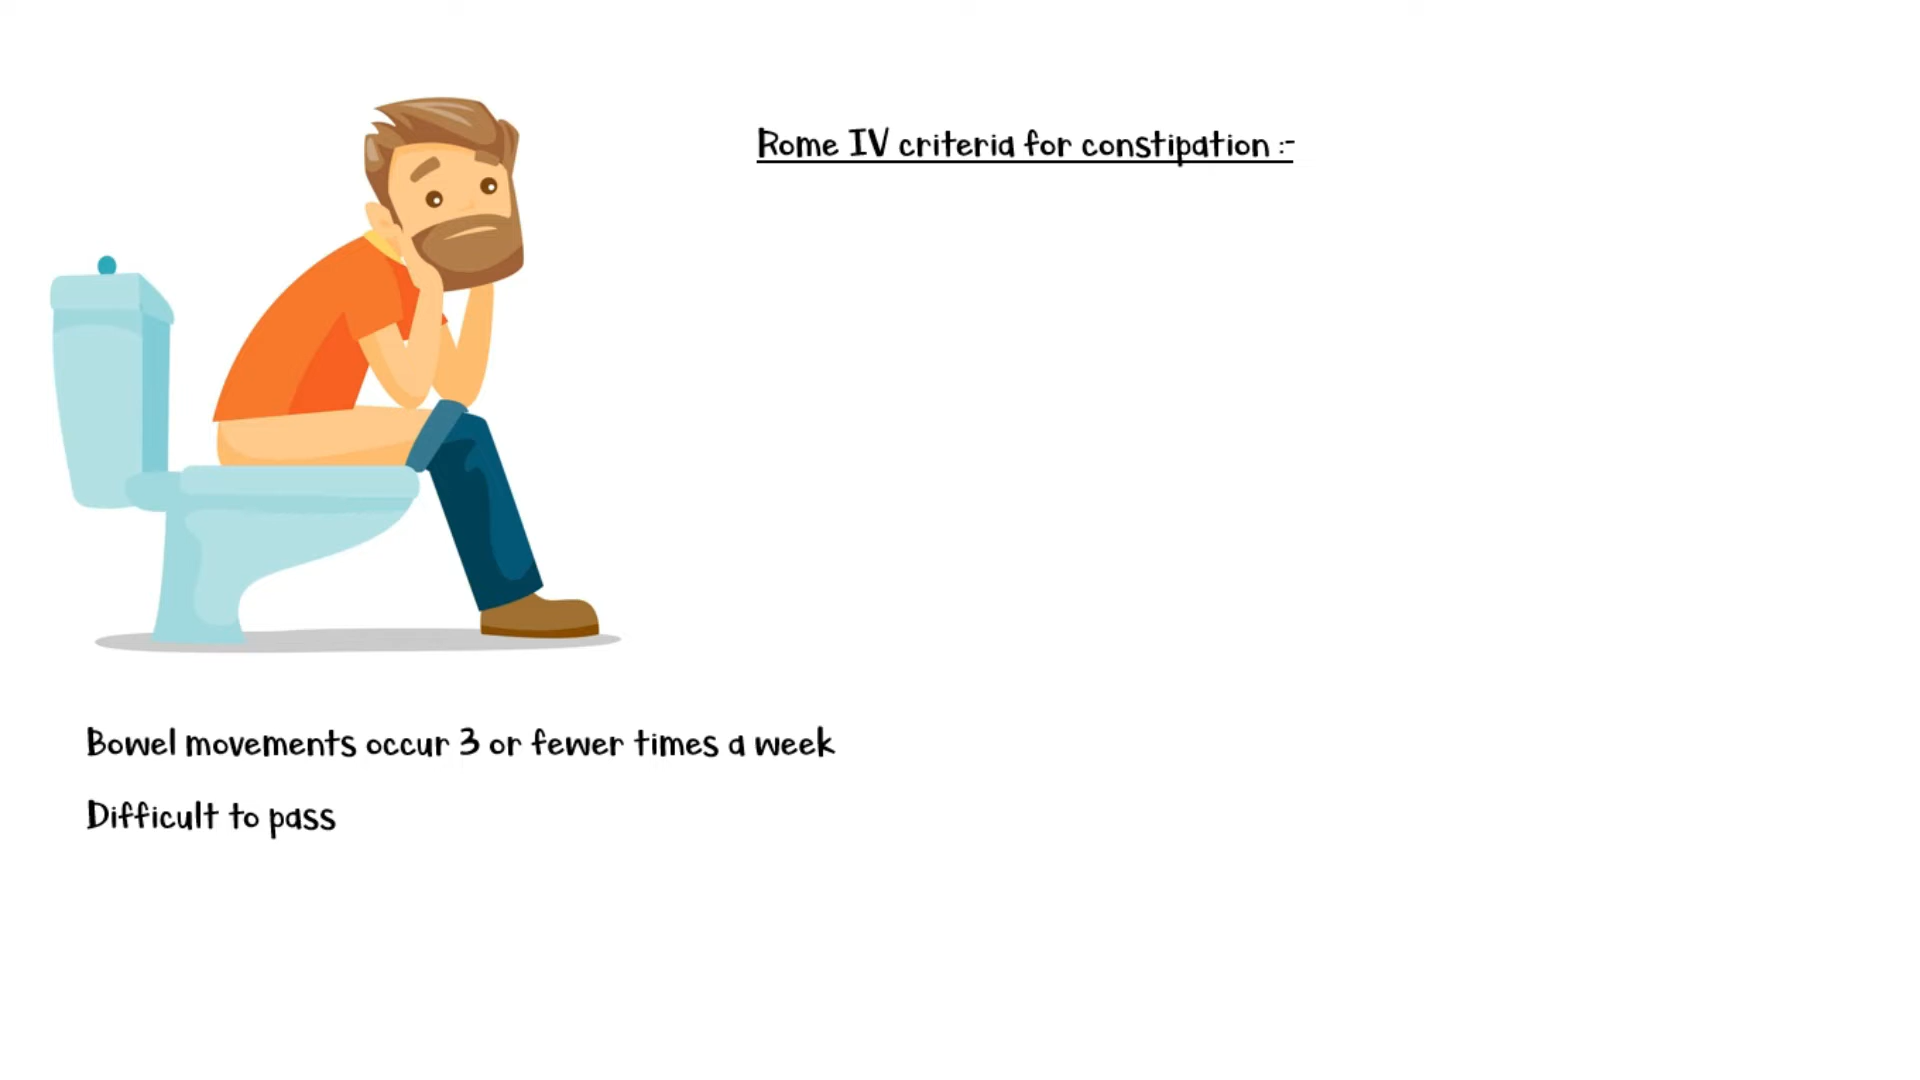 Rome IV criteria for constipation :-
Bowel movements occur 3 or fewer times a week
Difficult to pass